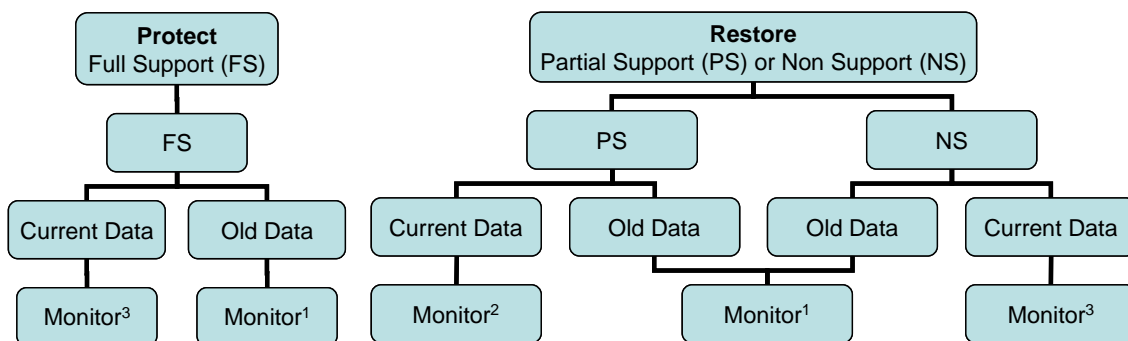 Protect
Full Support (FS)
Restore
Partial Support (PS) or Non Support (NS)
FS
PS
NS
Current Data
Old Data
Current Data
Old Data
Old Data
Current Data
Monitor³
Monitor¹
Monitor²
Monitor¹
Monitor³